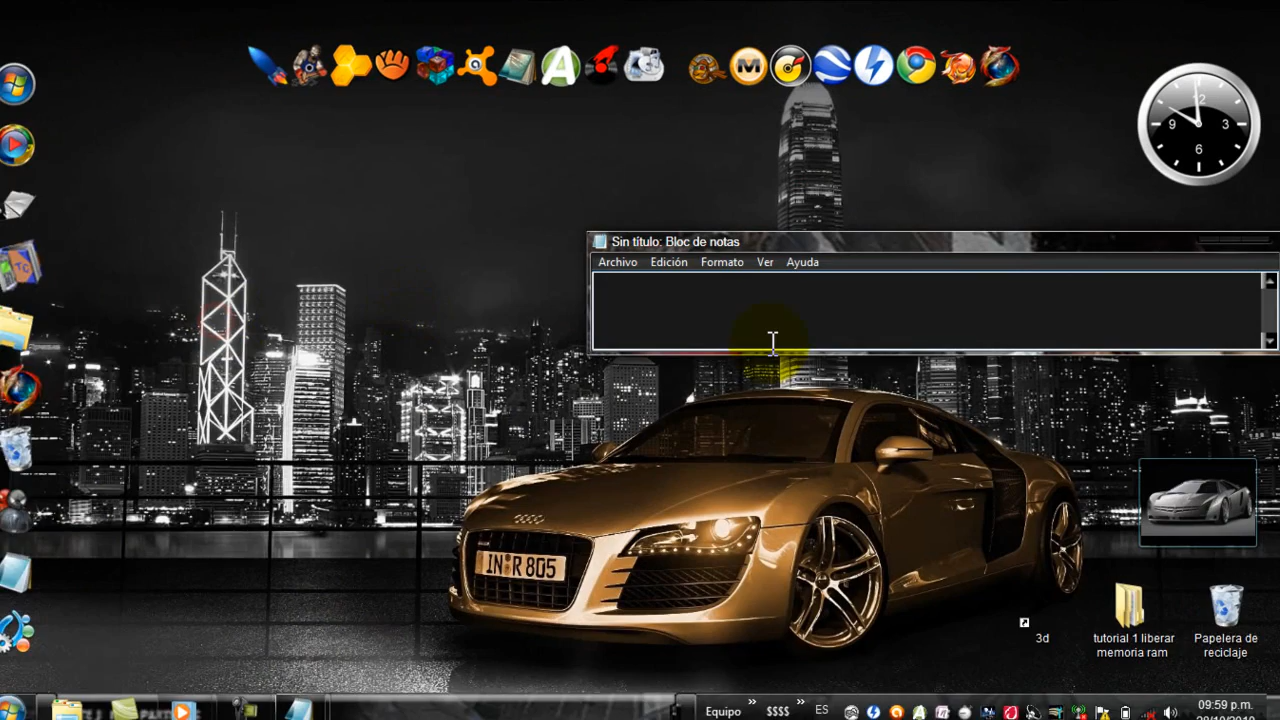 12
9
3
6
Sin título: Bloc de notas
Archivo Edición Formato Ver Ayuda
IN R 805
3d
tutorial 1 liberar
memoria ram
Papelera de
reciclaje
Equipo
»
$$$$
»
ES
09:59 p.m.